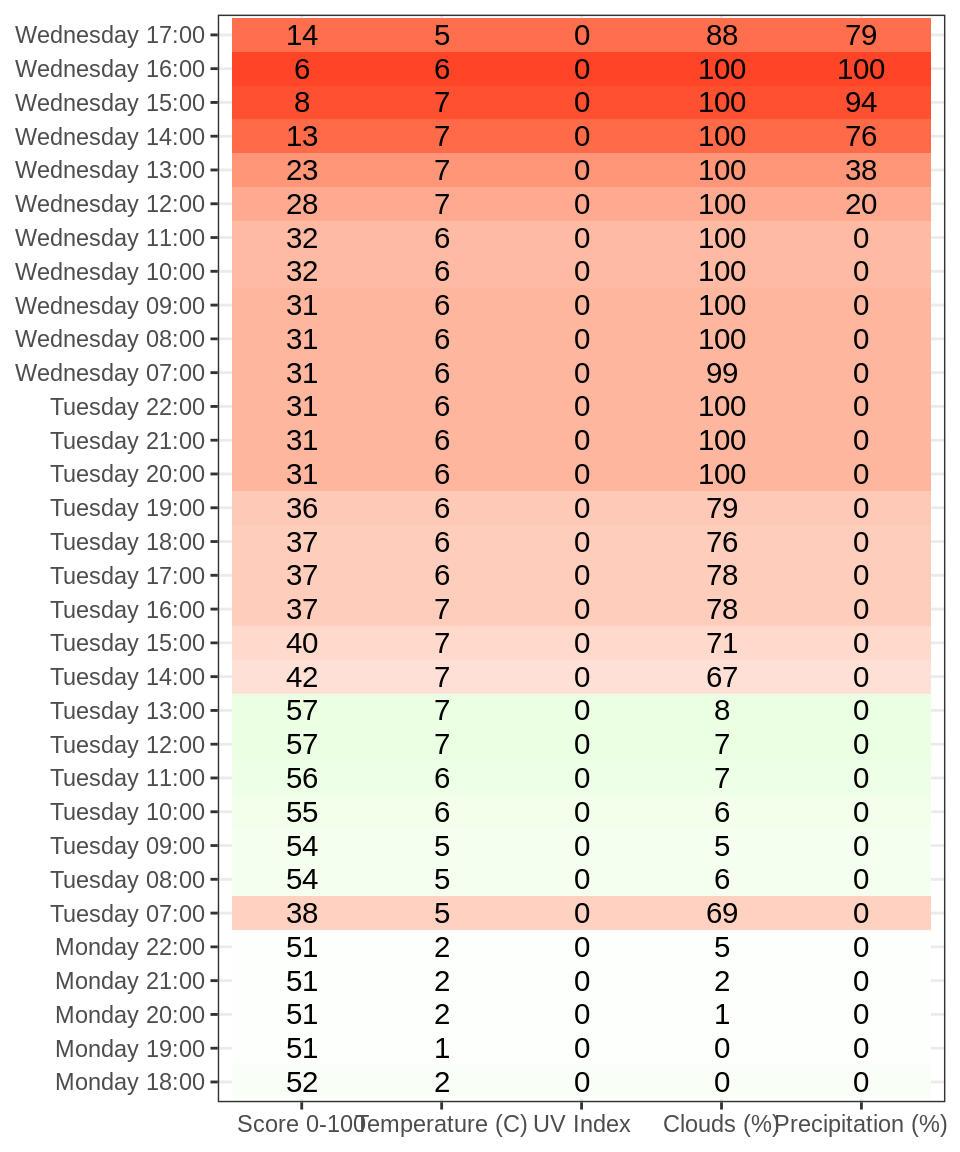 Wednesday 17:00 14 5 0 88 79
Wednesday 16:00 6 6 0 100 100
Wednesday 15:00 8 7 0 100 94
Wednesday 14:00 13 7 0 100 76
Wednesday 13:00 23 7 0 100 38
Wednesday 12:00 28 7 0 100 20
Wednesday 11:00 32 6 0 100 0
Wednesday 10:00 32 6 0 100 0
Wednesday 09:00 31 6 0 100 0
Wednesday 08:00 31 6 0 100 0
Wednesday 07:00 31 6 0 99 0
Tuesday 22:00 31 6 0 100 0
Tuesday 21:00 31 6 0 100 0
Tuesday 20:00 31 6 0 100 0
Tuesday 19:00 36 6 0 79 0
Tuesday 18:00 37 6 0 76 0
Tuesday 17:00 37 6 0 78 0
Tuesday 16:00 37 7 0 78 0
Tuesday 15:00 40 7 0 71 0
Tuesday 14:00 42 7 0 67 0
Tuesday 13:00 57 7 0 8 0
Tuesday 12:00 57 7 0 7 0
Tuesday 11:00 56 6 0 7 0
Tuesday 10:00 55 6 0 6 0
Tuesday 09:00 54 5 0 5 0
Tuesday 08:00 54 5 0 6 0
Tuesday 07:00 38 5 0 69 0
Monday 22:00 51 2 0 5 0
Monday 21:00 51 2 0 2 0
Monday 20:00 51 2 0 1 0
Monday 19:00 51 1 0 0 0
Monday 18:00 52 2 0 0 0
Score 0-100 Temperature (C) UV Index Clouds (%) Precipitation (%)